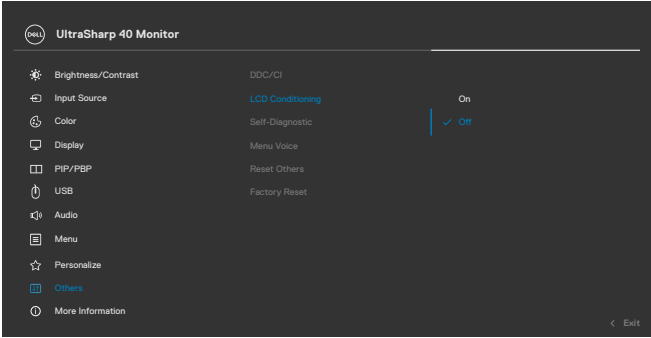 DELL UltraSharp 40 Monitor
Brightness/Contrast DDC/CI
Input Source LCD Conditioning On
Color Self-Diagnostic Off
Display Menu Voice
PIP/PBP Reset Others
USB Factory Reset
Audio
Menu
Personalize
Others
More Information
Exit